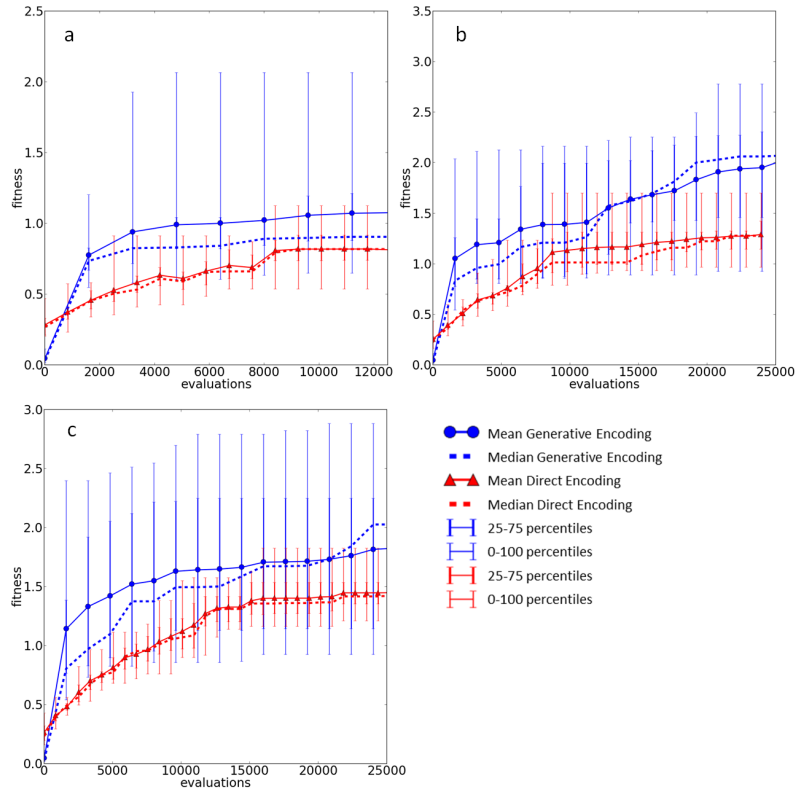 a
2.5
2.0
1.5
1.0
0.5
0.0
fitness
0 2000 4000 6000 8000 10000 12000
evaluations
b
3.5
3.0
2.5
2.0
1.5
1.0
0.5
0.0
fitness
0 5000 10000 15000 20000 25000
evaluations
c
3.0
2.5
2.0
1.5
1.0
0.5
0.0
fitness
0 5000 10000 15000 20000 25000
evaluations
Mean Generative Encoding
Median Generative Encoding
Mean Direct Encoding
Median Direct Encoding
25-75 percentiles
0-100 percentiles
25-75 percentiles
0-100 percentiles